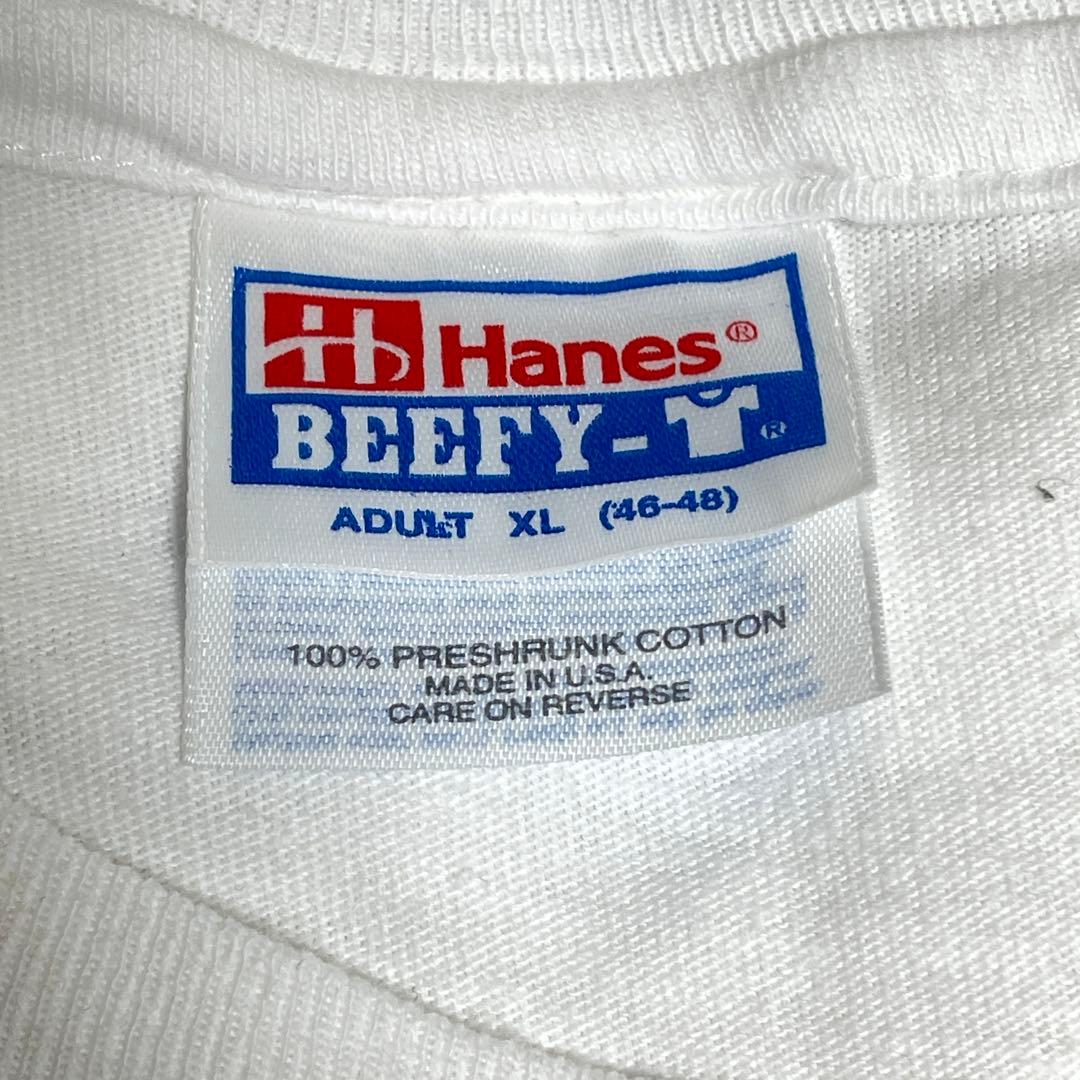 H Hanes®
BEEFY-T®
ADULT XL (46-48)
100% PRESHRUNK COTTON
MADE IN U.S.A.
CARE ON REVERSE